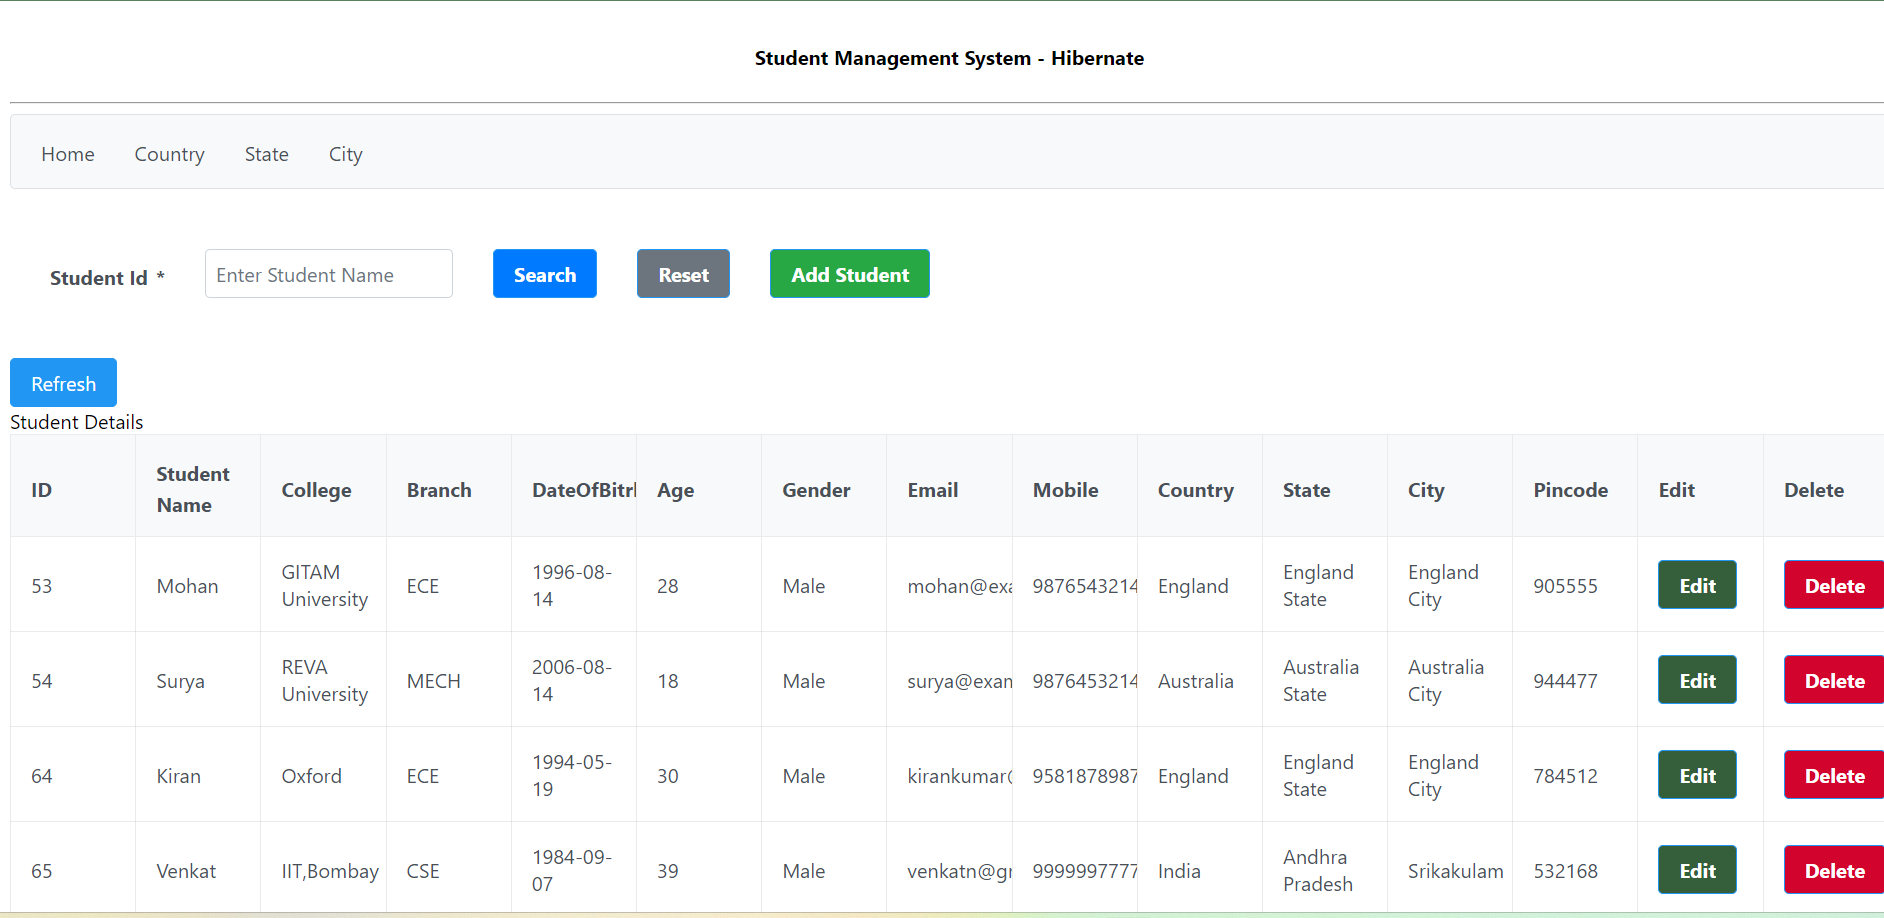 Student Management System - Hibernate
Home Country State City
Student Id * Enter Student Name Search Reset Add Student
Refresh
Student Details
ID Student Name College Branch DateOfBitrl Age Gender Email Mobile Country State City Pincode Edit Delete
53 Mohan GITAM University ECE 1996-08-14 28 Male mohan@exa 9876543214 England England State England City 905555 Edit Delete
54 Surya REVA University MECH 2006-08-14 18 Male surya@exam 9876453214 Australia Australia State Australia City 944477 Edit Delete
64 Kiran Oxford ECE 1994-05-19 30 Male kirankumar@ 9581878987 England England State England City 784512 Edit Delete
65 Venkat IIT,Bombay CSE 1984-09-07 39 Male venkatn@gr 9999997777 India Andhra Pradesh Srikakulam 532168 Edit Delete